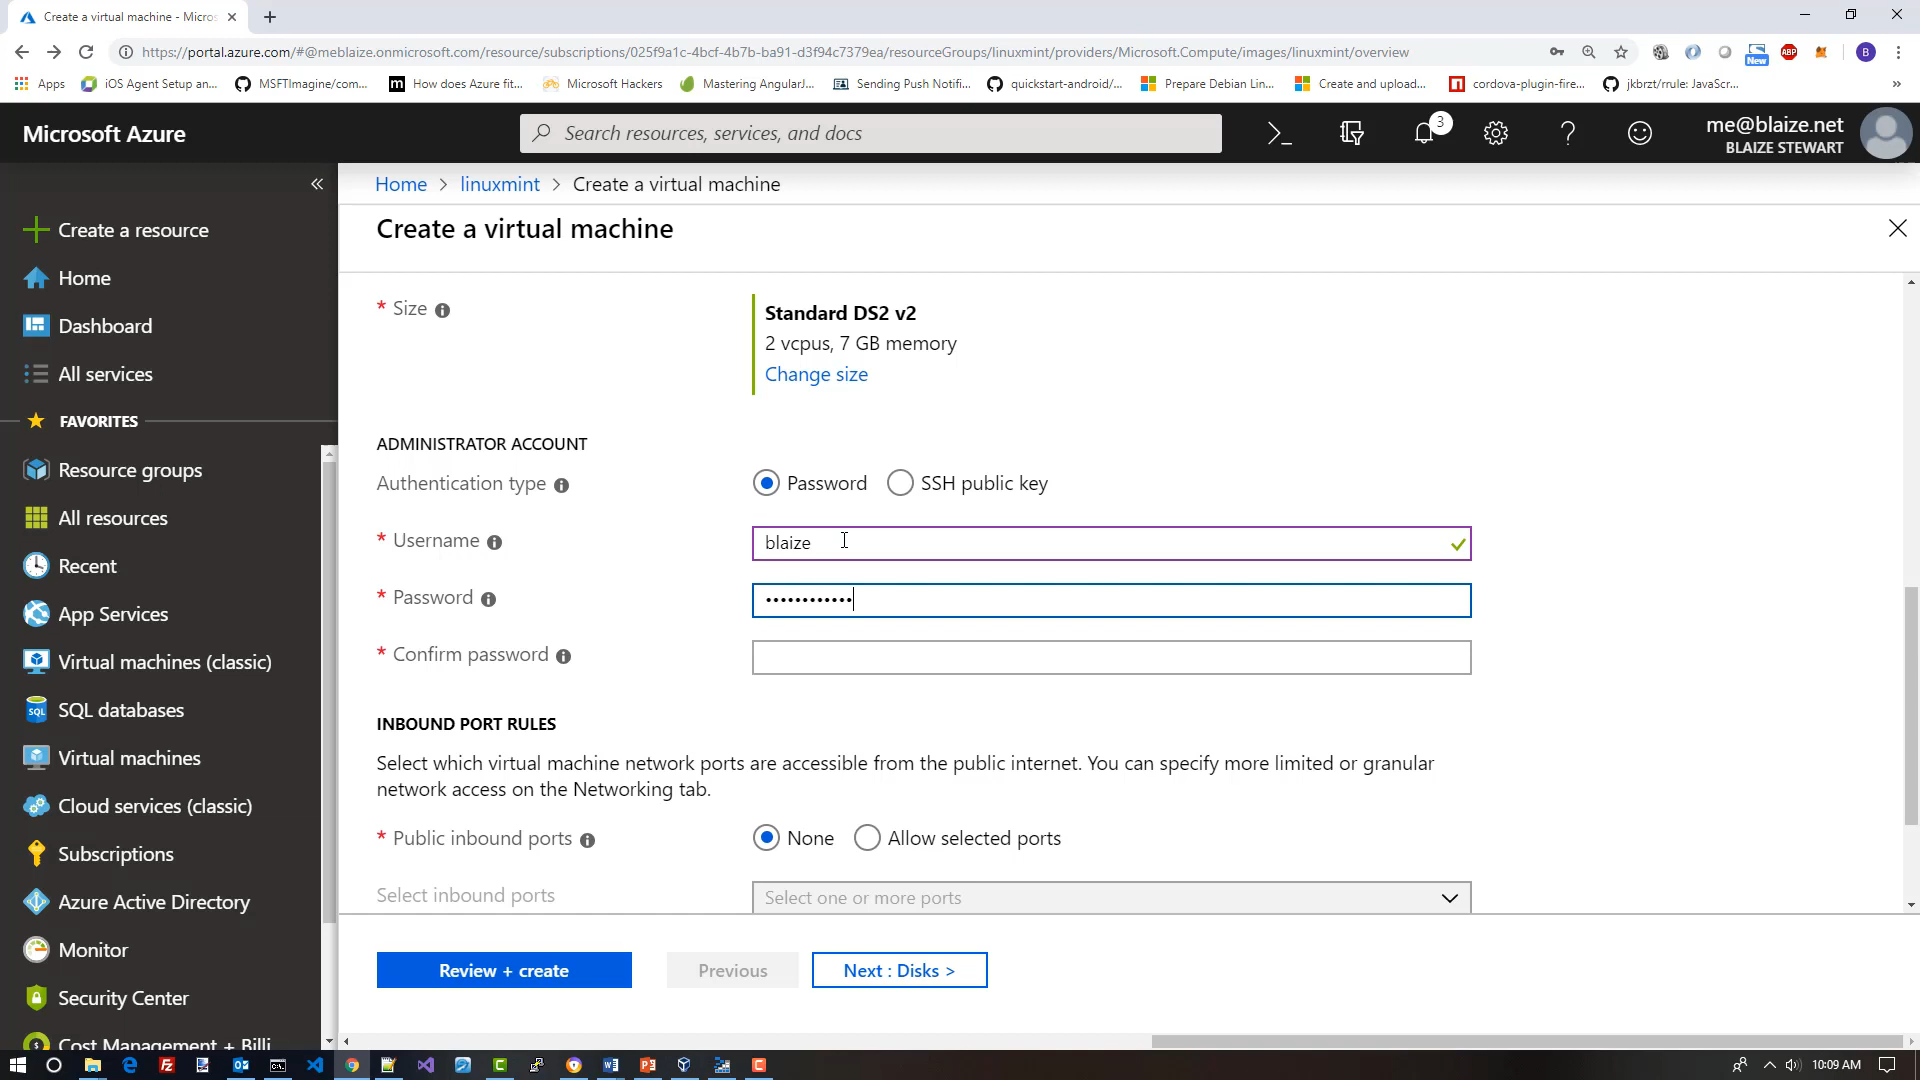 Create a virtual machine - Micros
https://portal.azure.com/#@meblaize.onmicrosoft.com/resource/subscriptions/025f9a1c-4bcf-4b7b-ba91-d3f94c7379ea/resourceGroups/linuxmint/providers/Microsoft.Compute/images/linuxmint/overview
New
ABP
B
Apps
iOS Agent Setup an...
MSFTImagine/com...
m
How does Azure fit...
Microsoft Hackers
Mastering AngularJ...
Sending Push Notifi...
quickstart-android/...
Prepare Debian Lin...
Create and upload...
cordova-plugin-fire...
jkbrzt/rrule: JavaScr...
»
Microsoft Azure
Search resources, services, and docs
3
me@blaize.net
BLAIZE STEWART
Create a resource
Home
Dashboard
All services
FAVORITES
Resource groups
All resources
Recent
App Services
Virtual machines (classic)
SQL
SQL databases
Virtual machines
Cloud services (classic)
Subscriptions
Azure Active Directory
Monitor
Security Center
Cost Management + Billi
Home > linuxmint > Create a virtual machine
Create a virtual machine
* Size
Standard DS2 v2
2 vcpus, 7 GB memory
Change size
ADMINISTRATOR ACCOUNT
Authentication type
Password
SSH public key
* Username
blaize
* Password
••••••••••••
* Confirm password
INBOUND PORT RULES
Select which virtual machine network ports are accessible from the public internet. You can specify more limited or granular
network access on the Networking tab.
* Public inbound ports
None
Allow selected ports
Select inbound ports
Select one or more ports
Review + create
Previous
Next : Disks >
10:09 AM